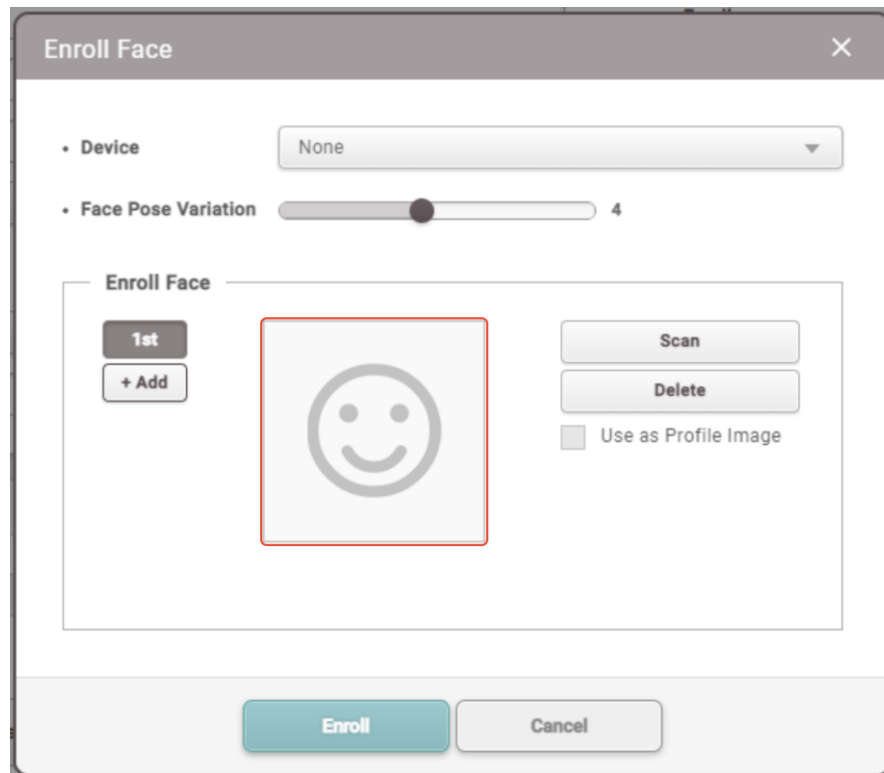 Enroll Face
• Device
None
• Face Pose Variation
4
Enroll Face
1st
+ Add
Scan
Delete
Use as Profile Image
Enroll
Cancel